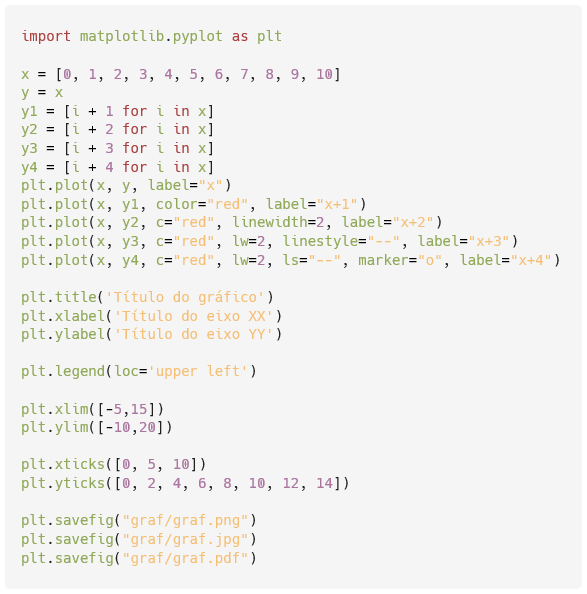 import matplotlib.pyplot as plt
x = [0, 1, 2, 3, 4, 5, 6, 7, 8, 9, 10]
y = x
y1 = [i + 1 for i in x]
y2 = [i + 2 for i in x]
y3 = [i + 3 for i in x]
y4 = [i + 4 for i in x]
plt.plot(x, y, label="x")
plt.plot(x, y1, color="red", label="x+1")
plt.plot(x, y2, c="red", linewidth=2, label="x+2")
plt.plot(x, y3, c="red", lw=2, linestyle="--", label="x+3")
plt.plot(x, y4, c="red", lw=2, ls="--", marker="o", label="x+4")
plt.title('Título do gráfico')
plt.xlabel('Título do eixo XX')
plt.ylabel('Título do eixo YY')
plt.legend(loc='upper left')
plt.xlim([-5,15])
plt.ylim([-10,20])
plt.xticks([0, 5, 10])
plt.yticks([0, 2, 4, 6, 8, 10, 12, 14])
plt.savefig("graf/graf.png")
plt.savefig("graf/graf.jpg")
plt.savefig("graf/graf.pdf")